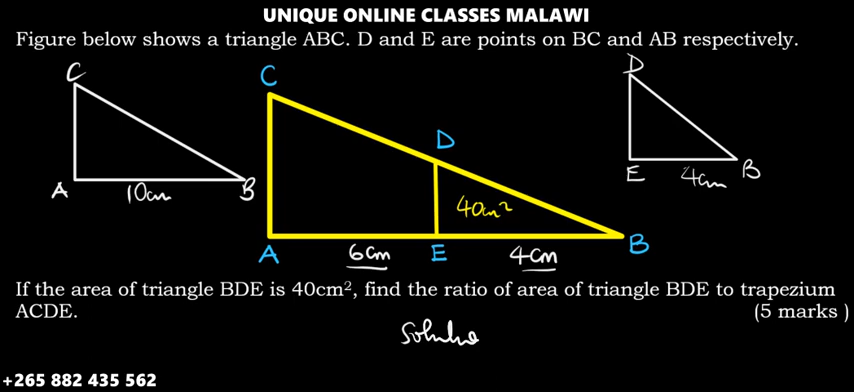 UNIQUE ONLINE CLASSES MALAWI
Figure below shows a triangle ABC. D and E are points on BC and AB respectively.
C
A
10cm
B
C
D
40cm²
A
6cm
E
4cm
B
D
E
4cm
B
If the area of triangle BDE is 40cm², find the ratio of area of triangle BDE to trapezium
ACDE. (5 marks )
+265 882 435 562